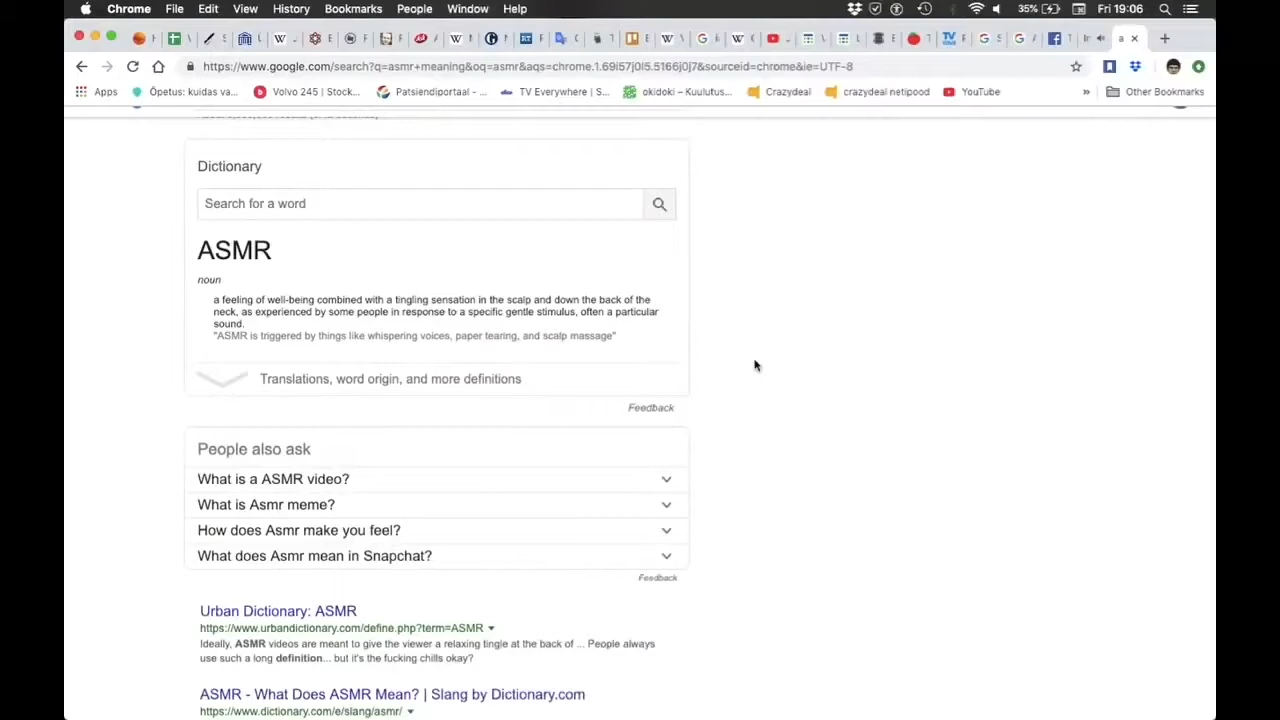 Chrome File Edit View History Bookmarks People Window Help 35% Fri 19:06
https://www.google.com/search?q=asmr+meaning&oq=asmr&aqs=chrome.1.69i57j0l5.5166j0j7&sourceid=chrome&ie=UTF-8
Apps Õpetus: kuidas va... Volvo 245 | Stock... Patsiendiportaal - ... TV Everywhere | S... okidoki – Kuulutus... Crazydeal crazydeal netipood YouTube » Other Bookmarks
Dictionary
Search for a word
ASMR
noun
a feeling of well-being combined with a tingling sensation in the scalp and down the back of the
neck, as experienced by some people in response to a specific gentle stimulus, often a particular
sound.
"ASMR is triggered by things like whispering voices, paper tearing, and scalp massage"
Translations, word origin, and more definitions
Feedback
People also ask
What is a ASMR video?
What is Asmr meme?
How does Asmr make you feel?
What does Asmr mean in Snapchat?
Feedback
Urban Dictionary: ASMR
https://www.urbandictionary.com/define.php?term=ASMR
Ideally, ASMR videos are meant to give the viewer a relaxing tingle at the back of ... People always
use such a long definition... but it's the fucking chills okay?
ASMR - What Does ASMR Mean? | Slang by Dictionary.com
https://www.dictionary.com/e/slang/asmr/